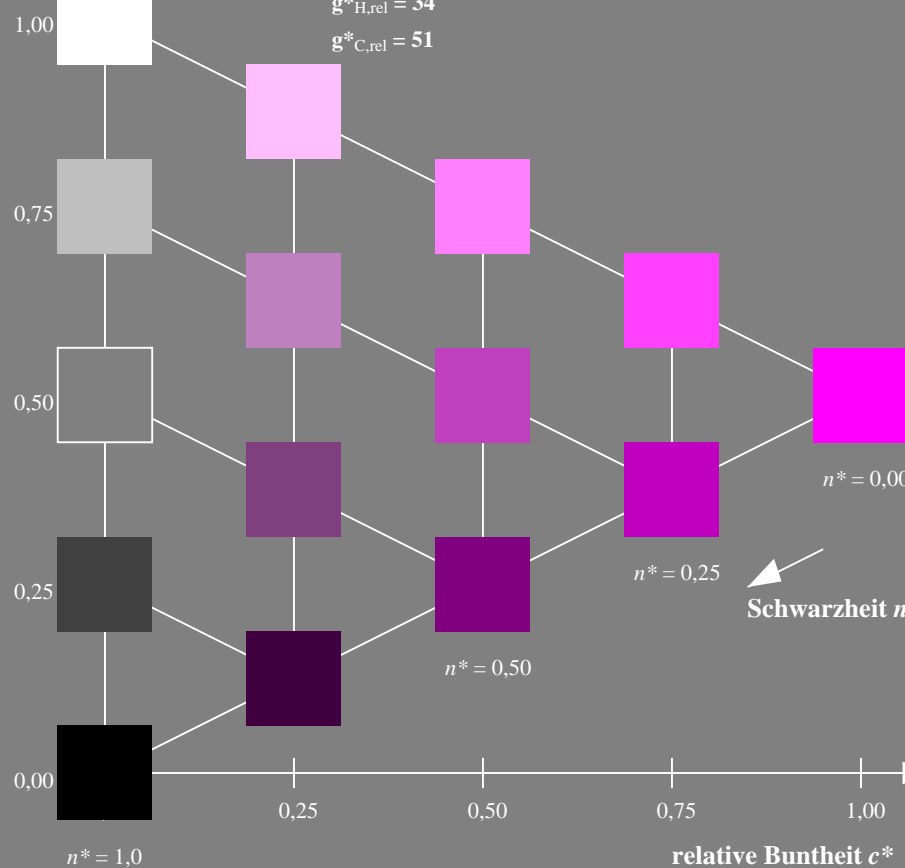 g*H,rel = 34
1,00
g*C,rel = 51
0,75
0,50
n* = 0,00
n* = 0,25
0,25
Schwarzheit n
n* = 0,50
0,00
0,25
0,50
0,75
1,00
n* = 1,0
relative Buntheit c*